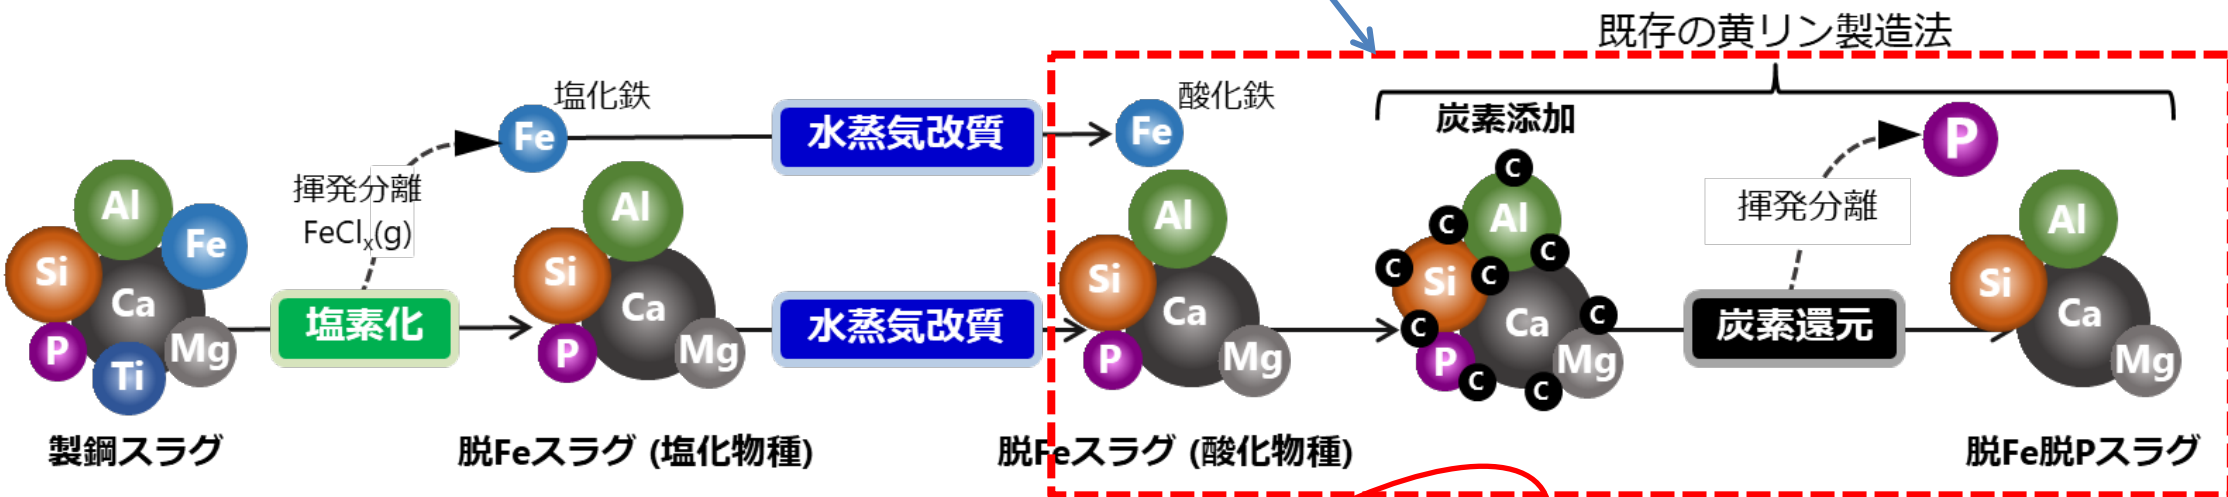 既存の黄リン製造法
塩化鉄
酸化鉄
炭素添加
Fe
水蒸気改質
Fe
P
揮発分離
FeClx(g)
揮発分離
Al
Fe
Si
Ca
P
Ti
Mg
塩素化
Al
Si
Ca
P
Mg
水蒸気改質
Al
Si
Ca
P
Mg
C
C
Al
C
C
Si
C
C
Ca
C
P
Mg
C
C
炭素還元
Al
Si
Ca
Mg
製鋼スラグ
脱Feスラグ (塩化物種)
脱Feスラグ (酸化物種)
脱Fe脱Pスラグ